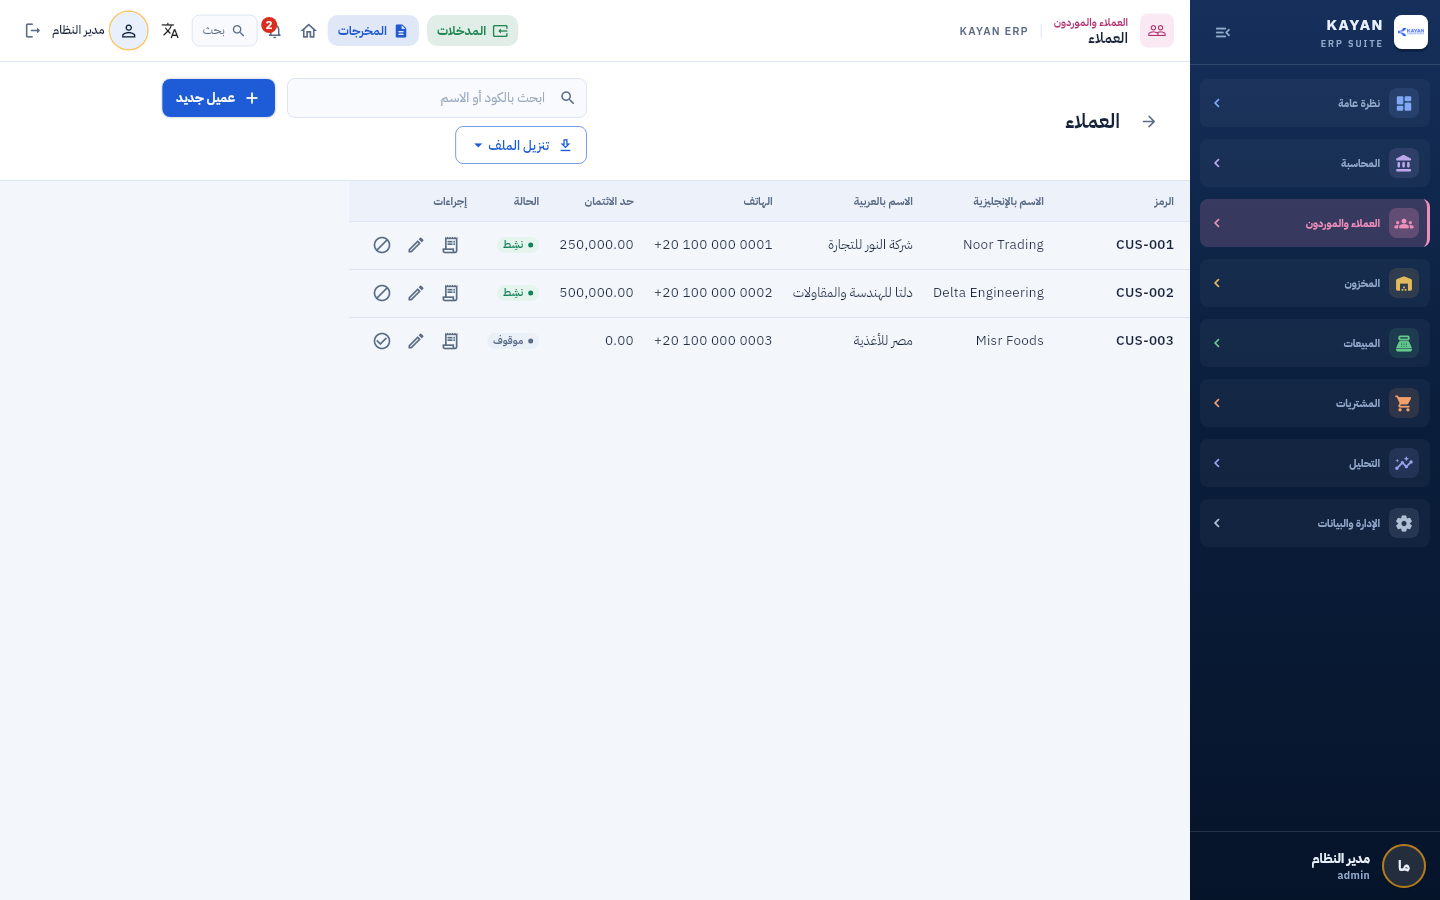 KAYAN
ERP SUITE
نظرة عامة
المحاسبة
العملاء والموردون
المخزون
المبيعات
المشتريات
التحليل
الإدارة والبيانات
ما
مدير النظام
admin
العملاء والموردون
العملاء
KAYAN ERP
المدخلات
المخرجات
2
بحث
مدير النظام
العملاء
ابحث بالكود أو الاسم
عميل جديد
تنزيل الملف
الرمز الاسم بالإنجليزية الاسم بالعربية الهاتف حد الائتمان الحالة إجراءات
CUS-001 Noor Trading شركة النور للتجارة +20 100 000 0001 250,000.00 نشِط
CUS-002 Delta Engineering دلتا للهندسة والمقاولات +20 100 000 0002 500,000.00 نشِط
CUS-003 Misr Foods مصر للأغذية +20 100 000 0003 0.00 موقوف